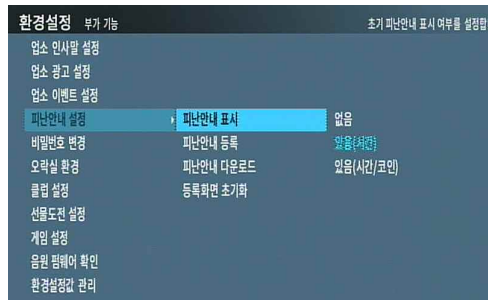 환경설정 부가 기능 초기 피난안내 표시 여부를 설정합
업소 인사말 설정
업소 광고 설정
업소 이벤트 설정
피난안내 설정 피난안내 표시 없음
비밀번호 변경 피난안내 등록 있음(시간)
오락실 환경 피난안내 다운로드 있음(시간/코인)
클럽 설정 등록화면 초기화
선물도전 설정
게임 설정
음원 펌웨어 확인
환경설정값 관리